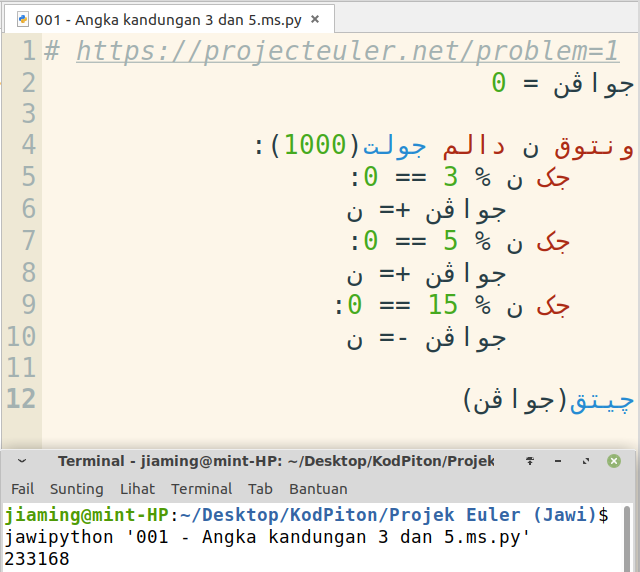 001 - Angka kandungan 3 dan 5.ms.py ×
1 # https://projecteuler.net/problem=1
2 جواڤن = 0
3
4 ونتوق ن دالم جولت(1000):
5 جک ن % 3 == 0:
6 جواڤن += ن
7 جک ن % 5 == 0:
8 جواڤن += ن
9 جک ن % 15 == 0:
10 جواڤن -= ن
11
12 چيتق(جواڤن)
Terminal - jiaming@mint-HP: ~/Desktop/KodPiton/Projek
Fail Sunting Lihat Terminal Tab Bantuan
jiaming@mint-HP:~/Desktop/KodPiton/Projek Euler (Jawi)$
jawipython '001 - Angka kandungan 3 dan 5.ms.py'
233168